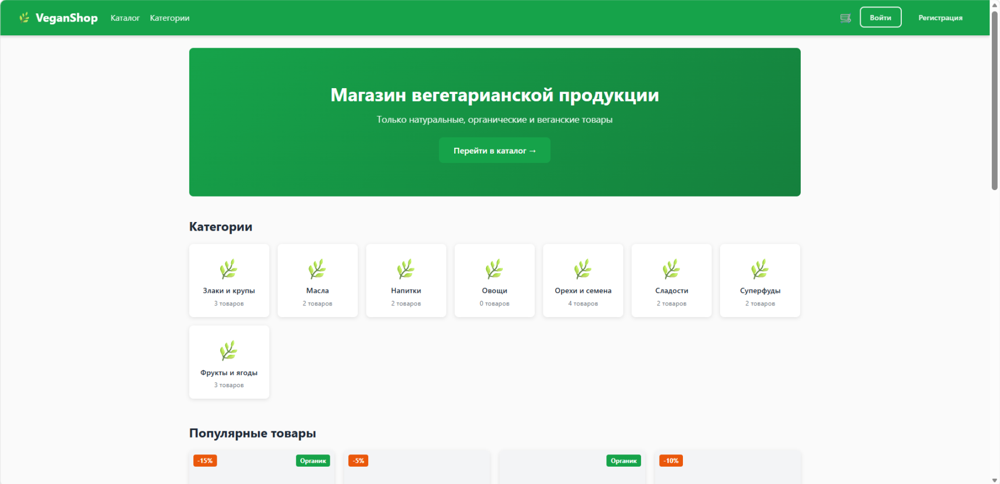 VeganShop Каталог Категории Войти Регистрация
Магазин вегетарианской продукции
Только натуральные, органические и веганские товары
Перейти в каталог →
Категории
Злаки и крупы
3 товаров
Масла
2 товаров
Напитки
2 товаров
Овощи
0 товаров
Орехи и семена
4 товаров
Сладости
2 товаров
Суперфуды
2 товаров
Фрукты и ягоды
3 товаров
Популярные товары
-15% Органик -5% Органик -10%